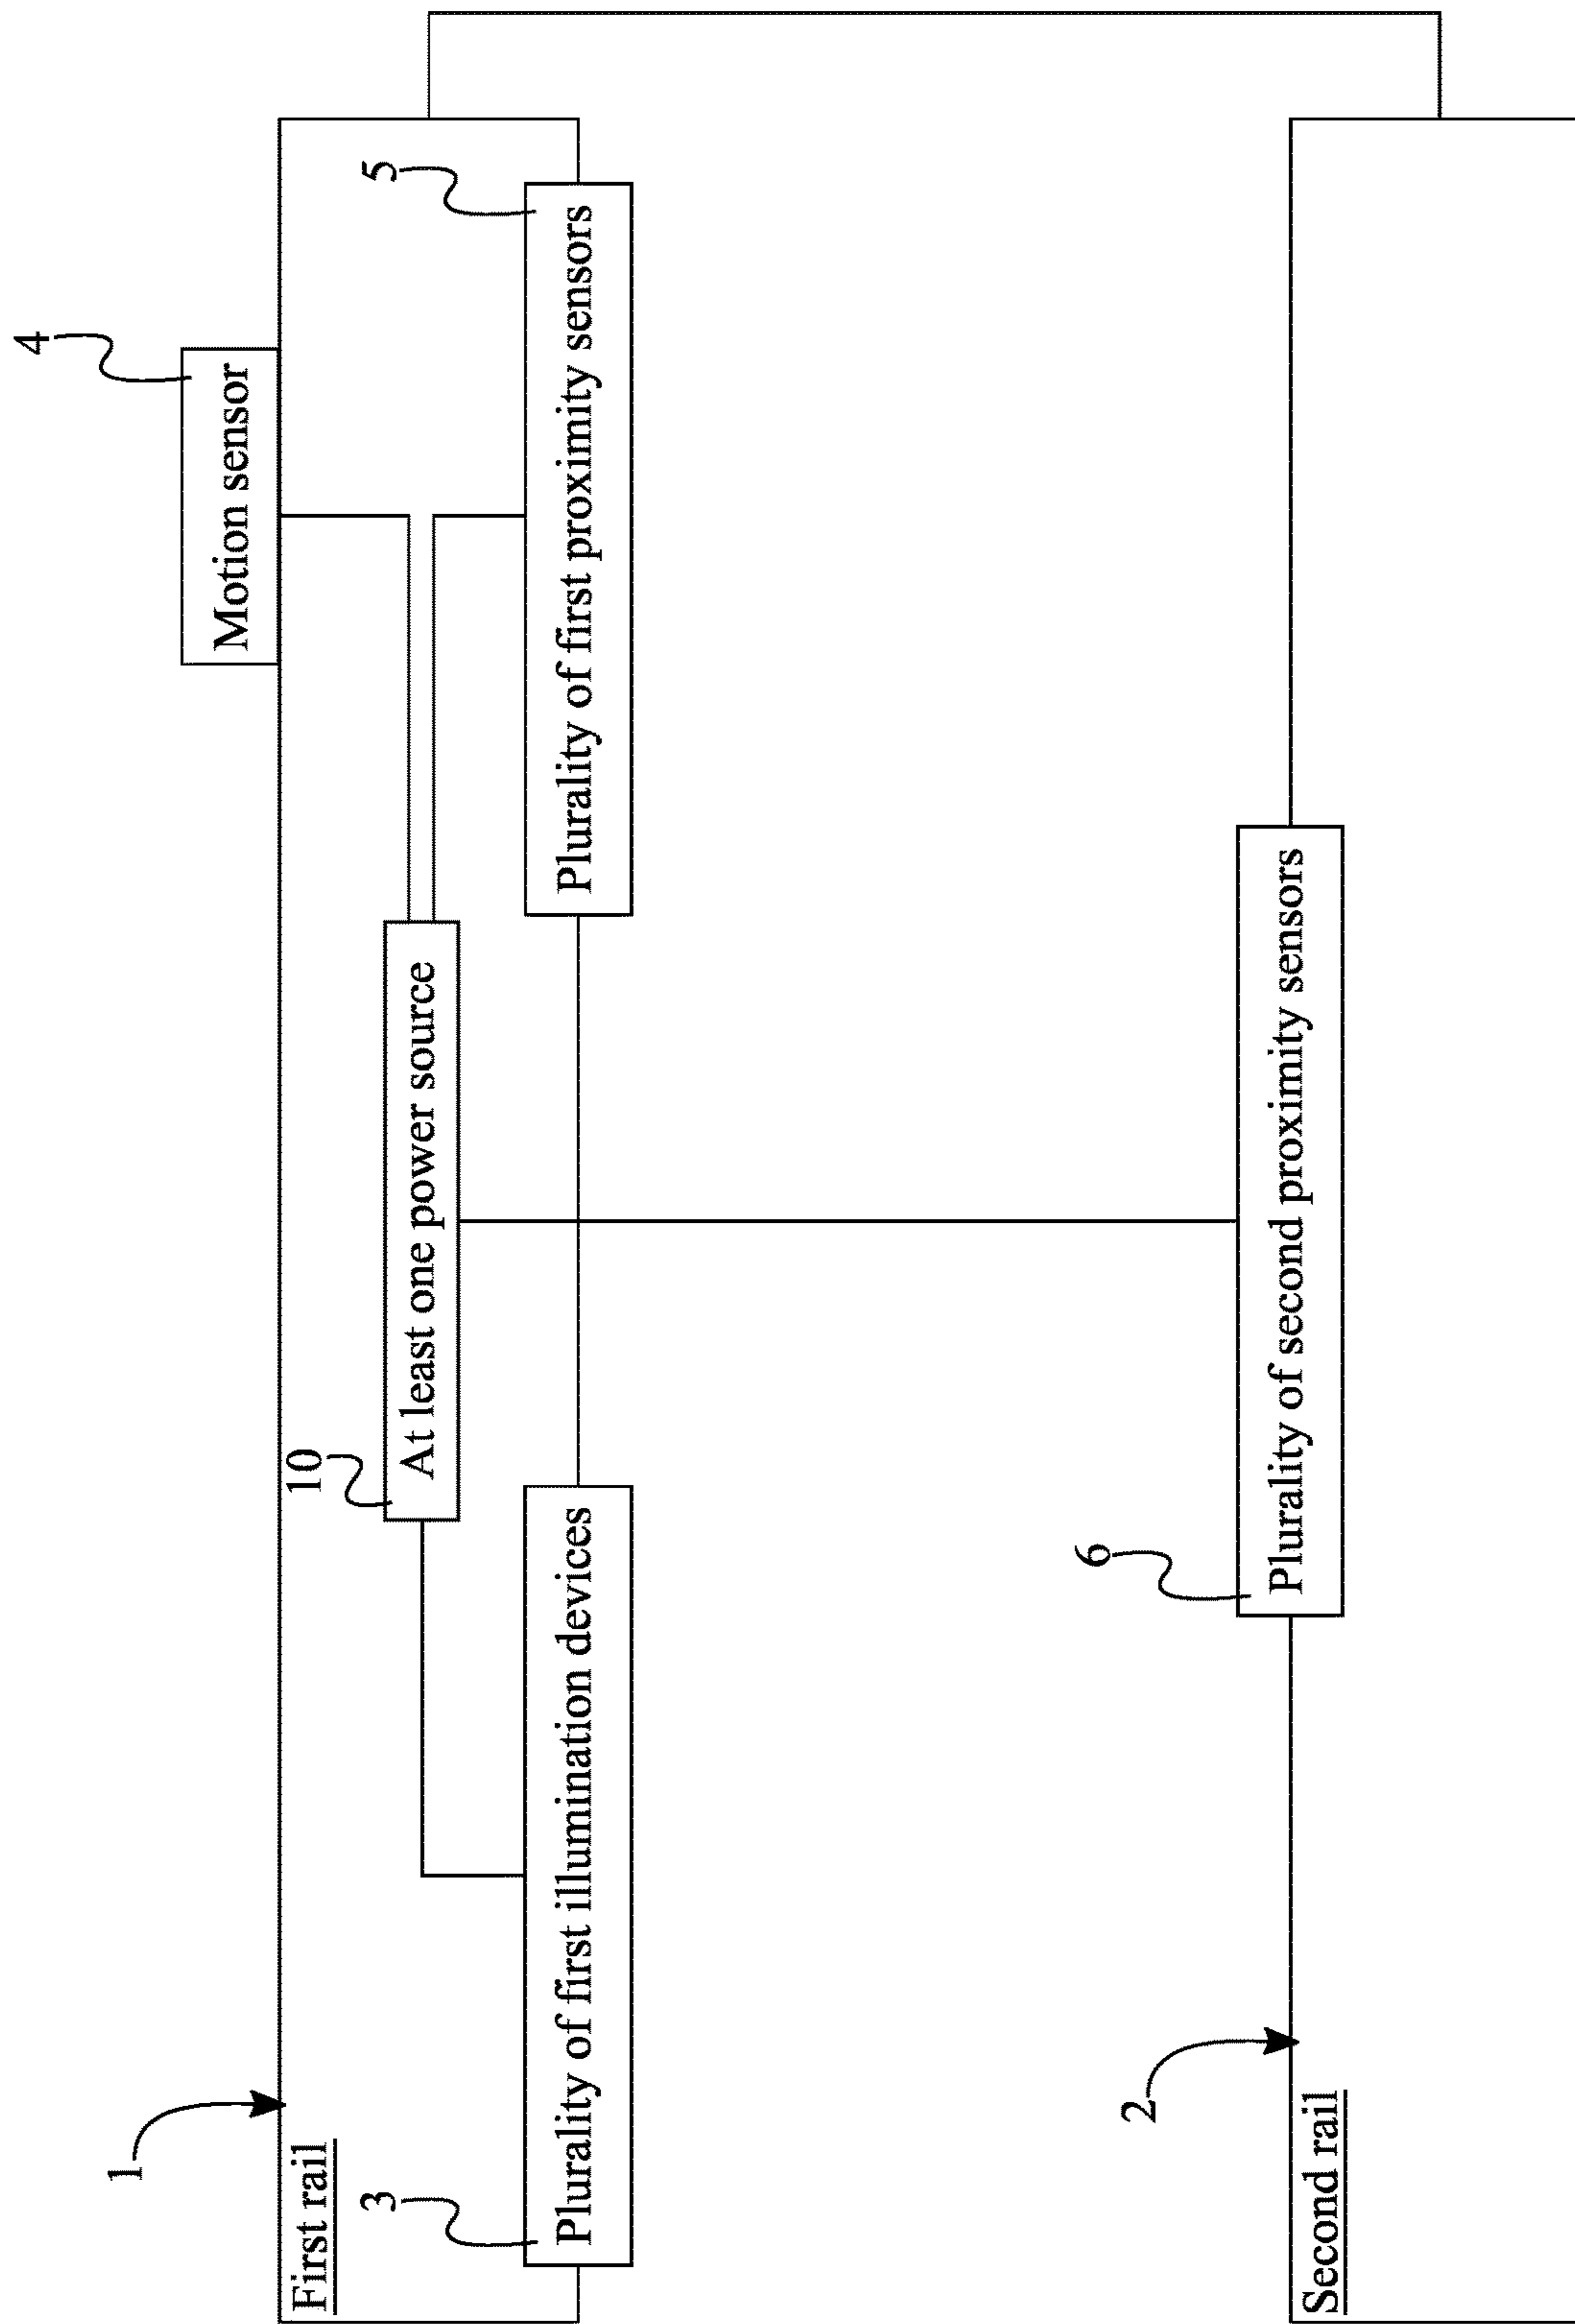 4
Motion sensor
1
First rail
10
At least one power source
5
3
Plurality of first illumination devices
Plurality of first proximity sensors
6
Plurality of second proximity sensors
2
Second rail